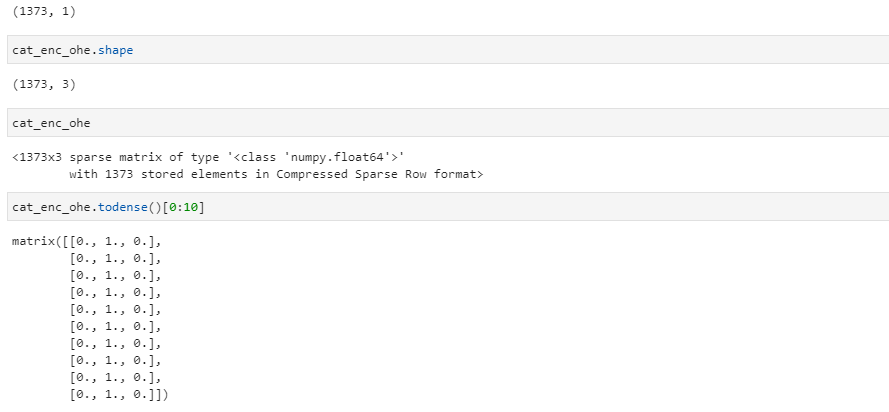 (1373, 1)
cat_enc_ohe.shape
(1373, 3)
cat_enc_ohe
<1373x3 sparse matrix of type '<class 'numpy.float64'>'
        with 1373 stored elements in Compressed Sparse Row format>
cat_enc_ohe.todense()[0:10]
matrix([[0., 1., 0.],
        [0., 1., 0.],
        [0., 1., 0.],
        [0., 1., 0.],
        [0., 1., 0.],
        [0., 1., 0.],
        [0., 1., 0.],
        [0., 1., 0.],
        [0., 1., 0.],
        [0., 1., 0.]])